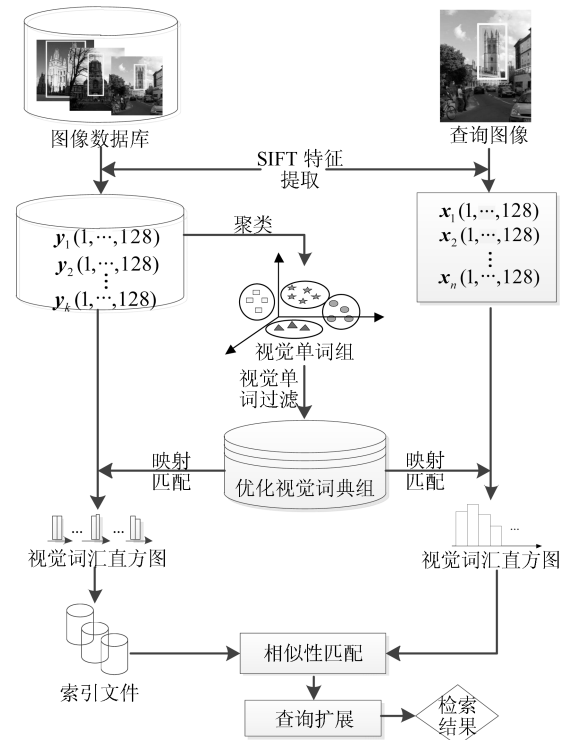 图像数据库
查询图像
SIFT 特征
提取
y₁(1,···,128)
y₂(1,···,128)
⋮
yₖ(1,···,128)
聚类
x₁(1,···,128)
x₂(1,···,128)
⋮
xₙ(1,···,128)
视觉单词组
视觉单
词过滤
优化视觉词典组
映射
匹配
映射
匹配
... ...
...
视觉词汇直方图
视觉词汇直方图
索引文件
相似性匹配
查询扩展
检索
结果